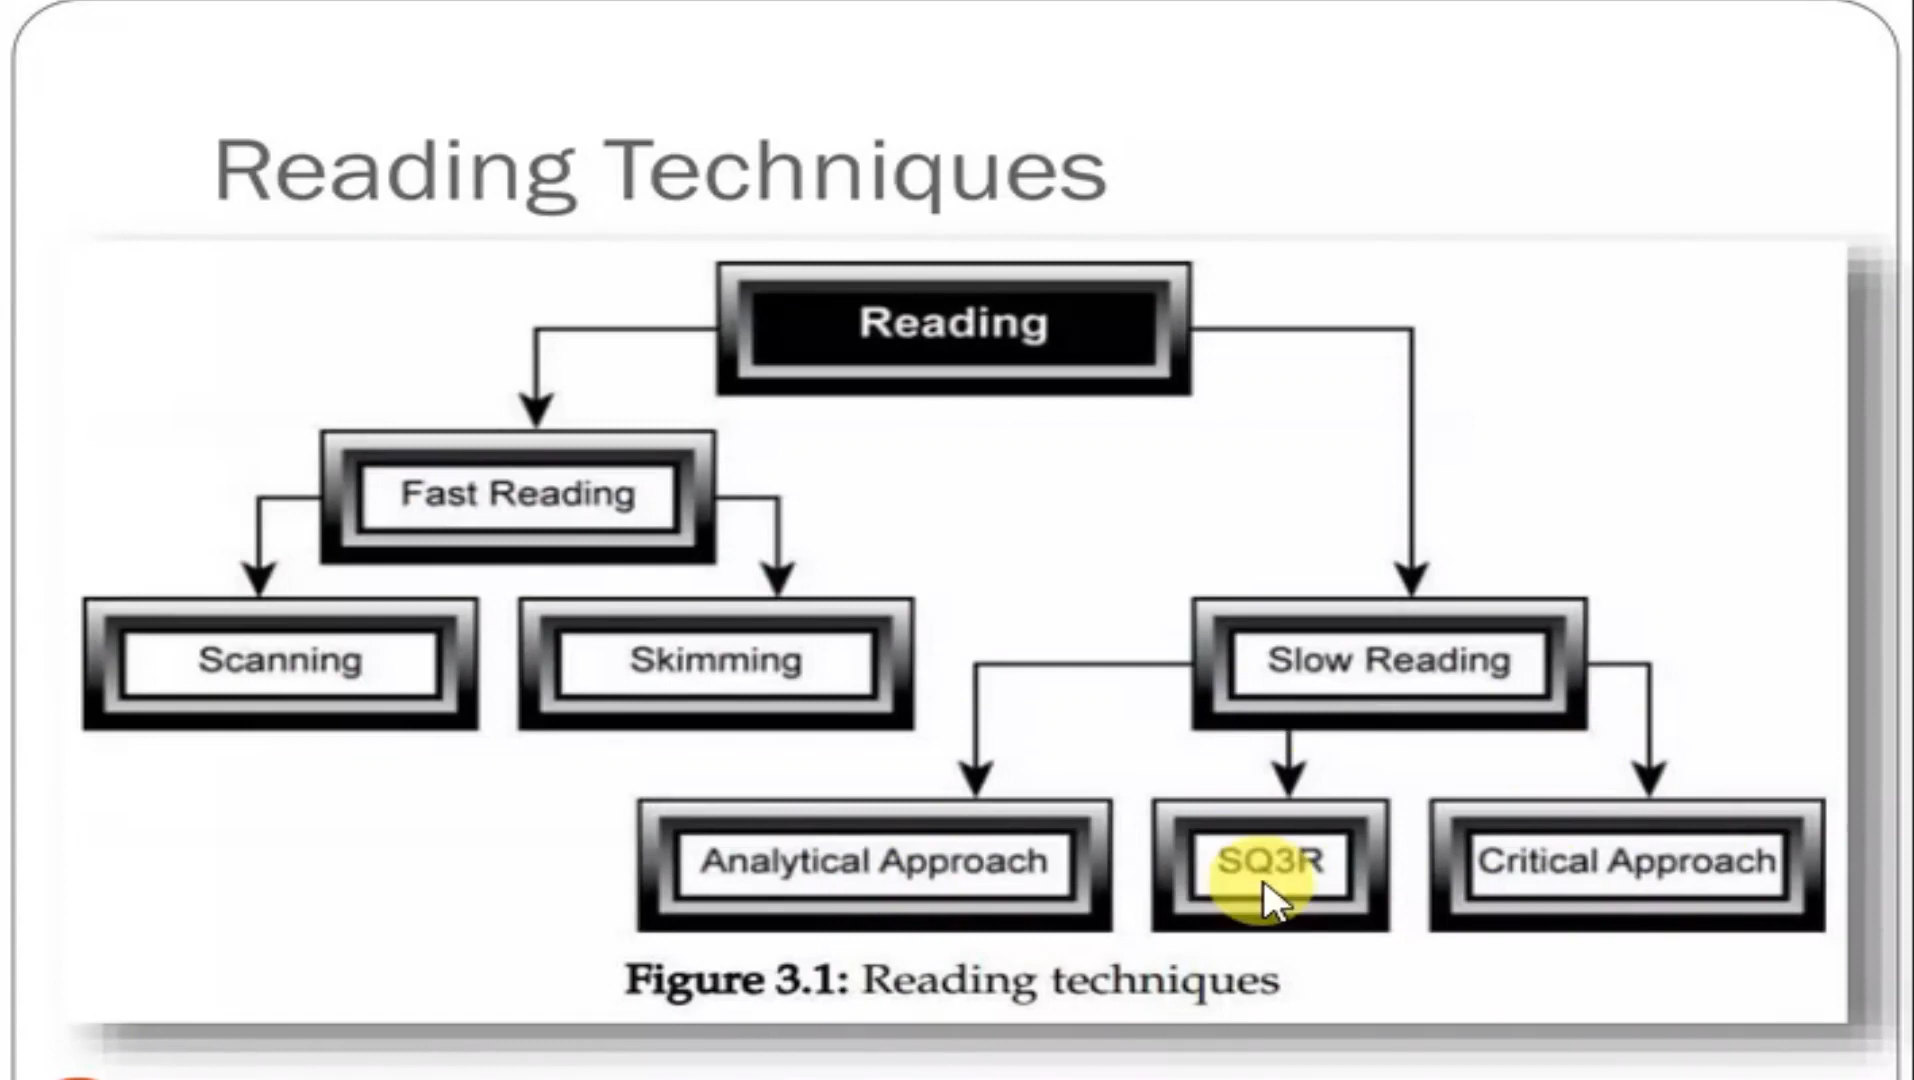 Reading Techniques
Reading
Fast Reading
Scanning
Skimming
Slow Reading
Analytical Approach
SQ3R
Critical Approach
Figure 3.1: Reading techniques